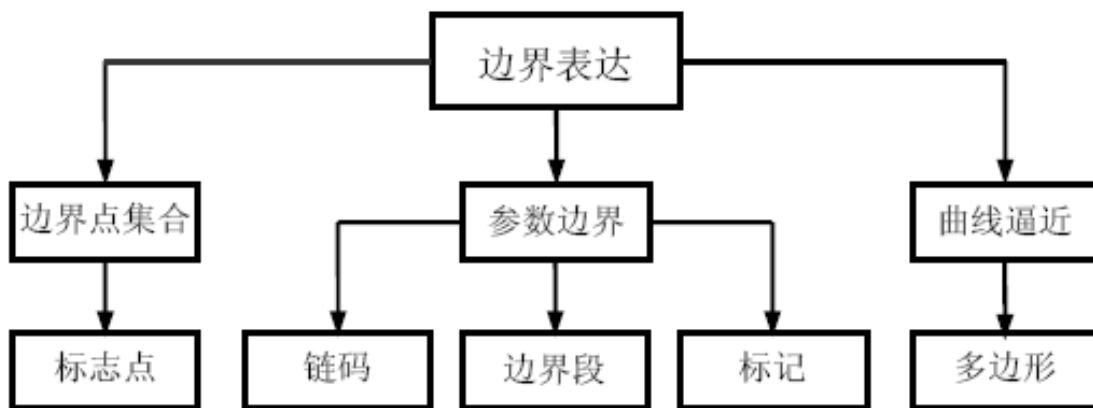 边界表达
边界点集合
参数边界
曲线逼近
标志点
链码
边界段
标记
多边形